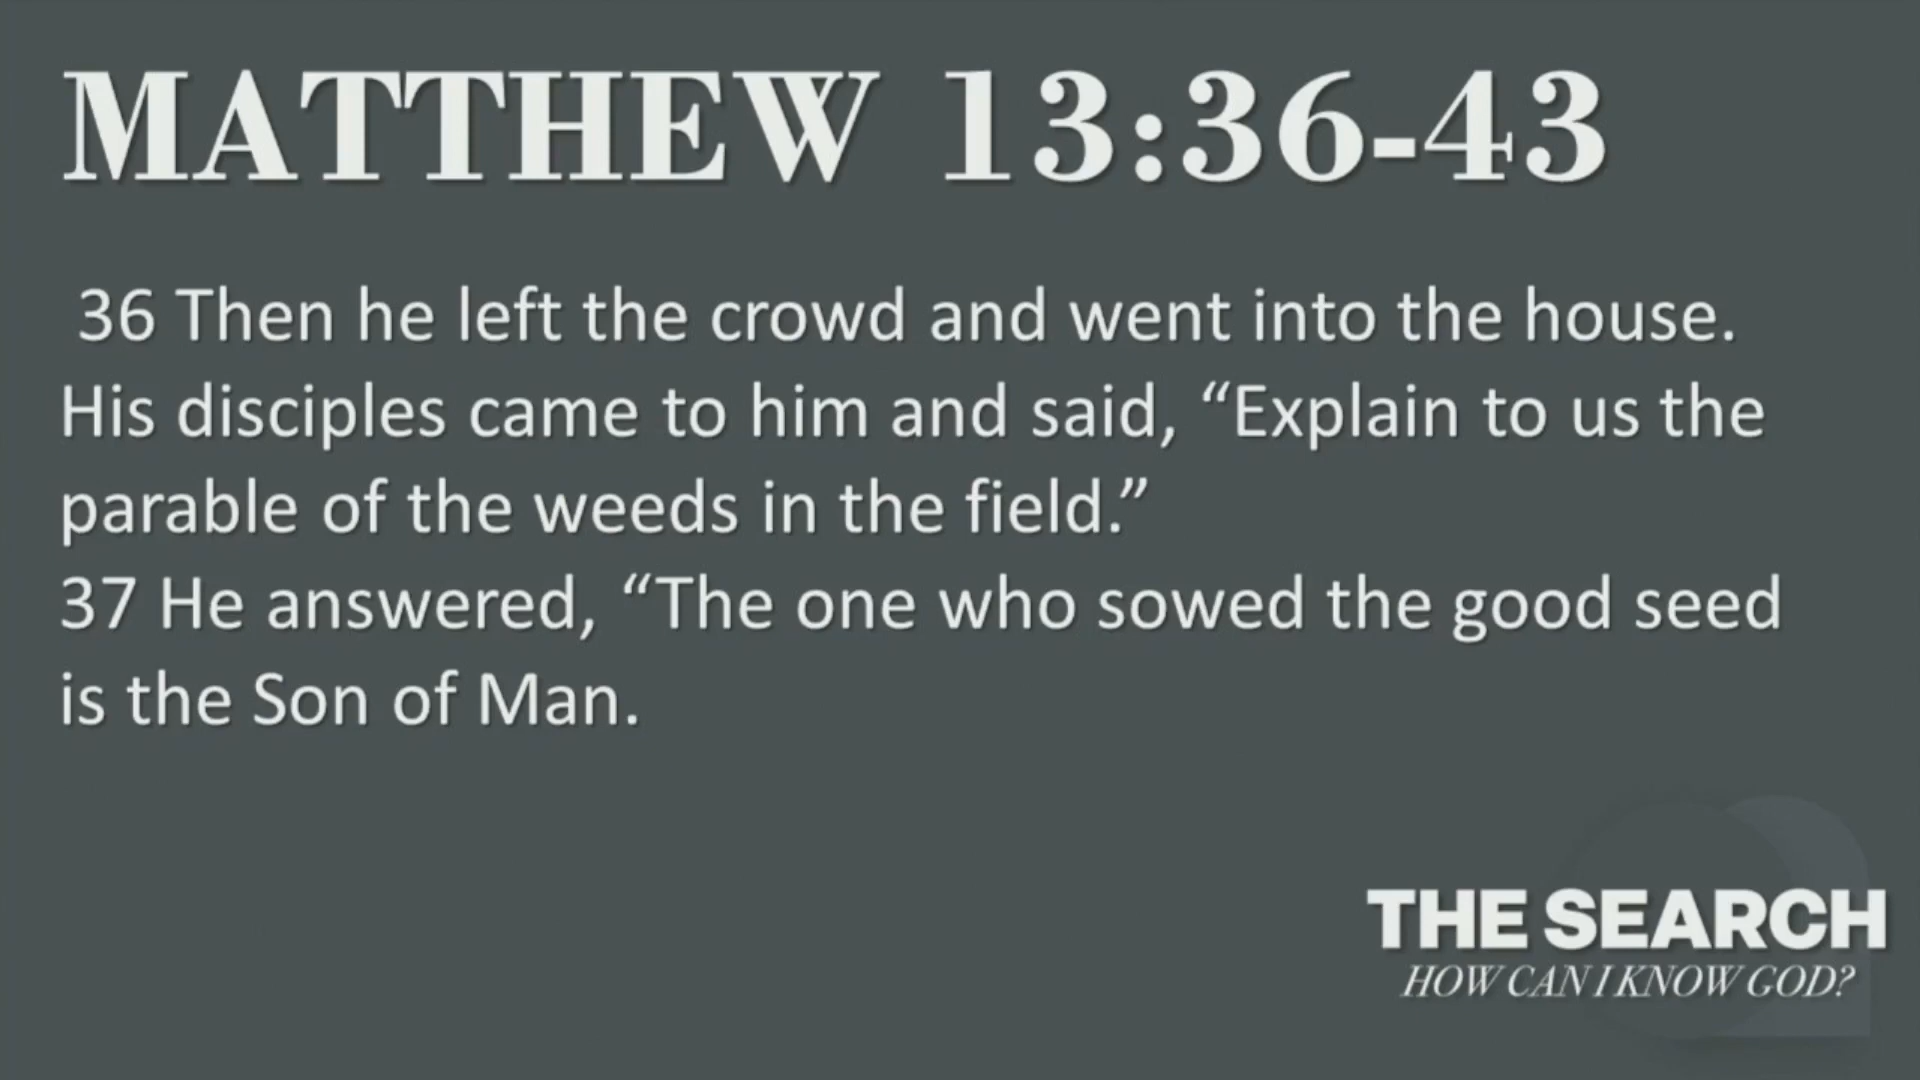 MATTHEW 13:36-43
36 Then he left the crowd and went into the house.
His disciples came to him and said, “Explain to us the
parable of the weeds in the field.”
37 He answered, “The one who sowed the good seed
is the Son of Man.
THE SEARCH
HOW CAN I KNOW GOD?